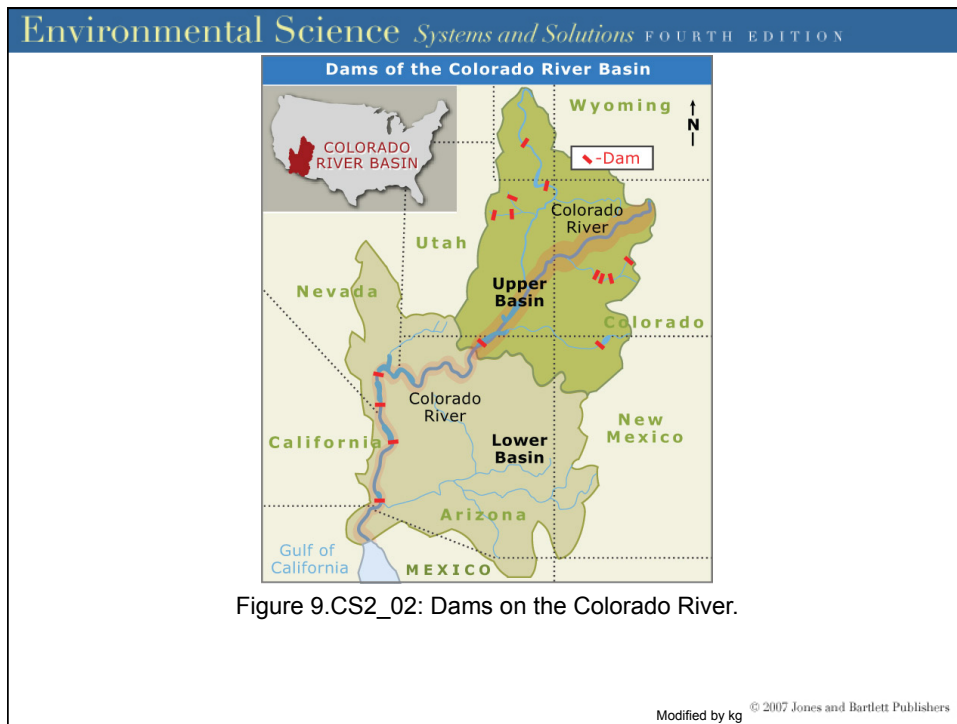 Environmental Science Systems and Solutions FOURTH EDITION
Dams of the Colorado River Basin
COLORADO
RIVER BASIN
Wyoming
N
-Dam
Colorado
River
Utah
Nevada
Upper
Basin
Colorado
Colorado
River
New
Mexico
California
Lower
Basin
Arizona
Gulf of
California
MEXICO
Figure 9.CS2_02: Dams on the Colorado River.
Modified by kg
© 2007 Jones and Bartlett Publishers